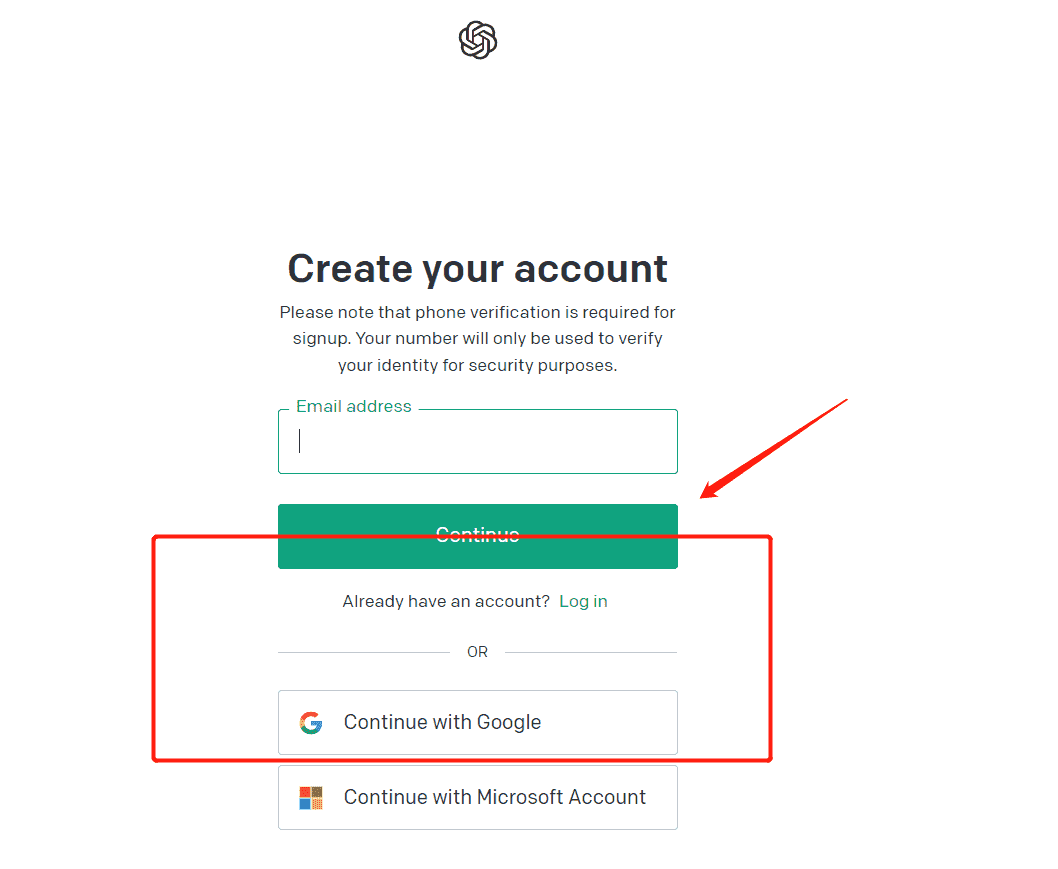 Create your account
Please note that phone verification is required for
signup. Your number will only be used to verify
your identity for security purposes.
Email address
Continue
Already have an account? Log in
OR
Continue with Google
Continue with Microsoft Account